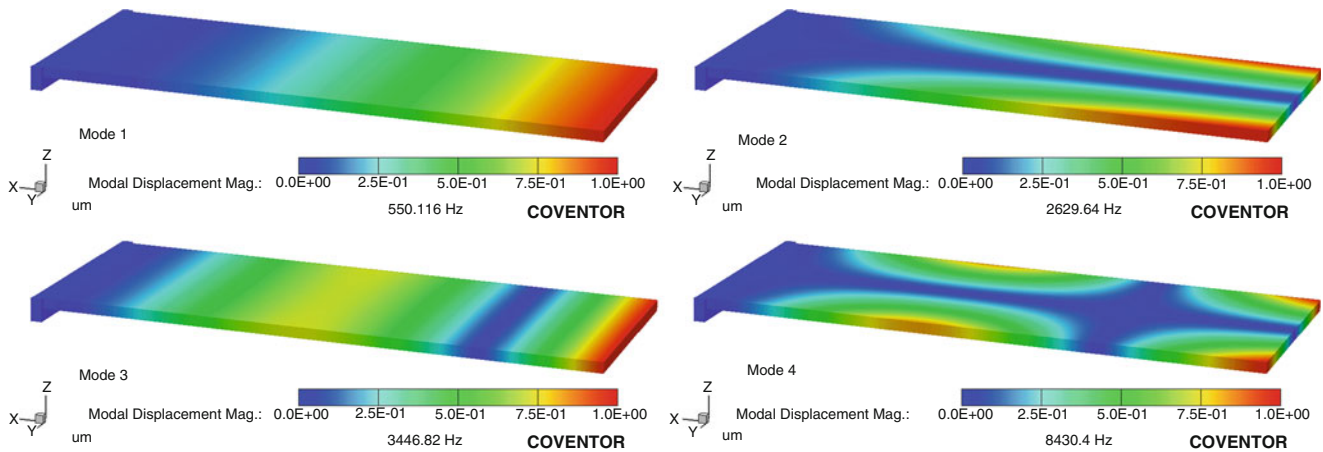 Mode 1
Z
X
Y
Modal Displacement Mag.:
0.0E+00 2.5E-01 5.0E-01 7.5E-01 1.0E+00
um
550.116 Hz
COVENTOR
Mode 2
Z
X
Y
Modal Displacement Mag.:
0.0E+00 2.5E-01 5.0E-01 7.5E-01 1.0E+00
um
2629.64 Hz
COVENTOR
Mode 3
Z
X
Y
Modal Displacement Mag.:
0.0E+00 2.5E-01 5.0E-01 7.5E-01 1.0E+00
um
3446.82 Hz
COVENTOR
Mode 4
Z
X
Y
Modal Displacement Mag.:
0.0E+00 2.5E-01 5.0E-01 7.5E-01 1.0E+00
um
8430.4 Hz
COVENTOR